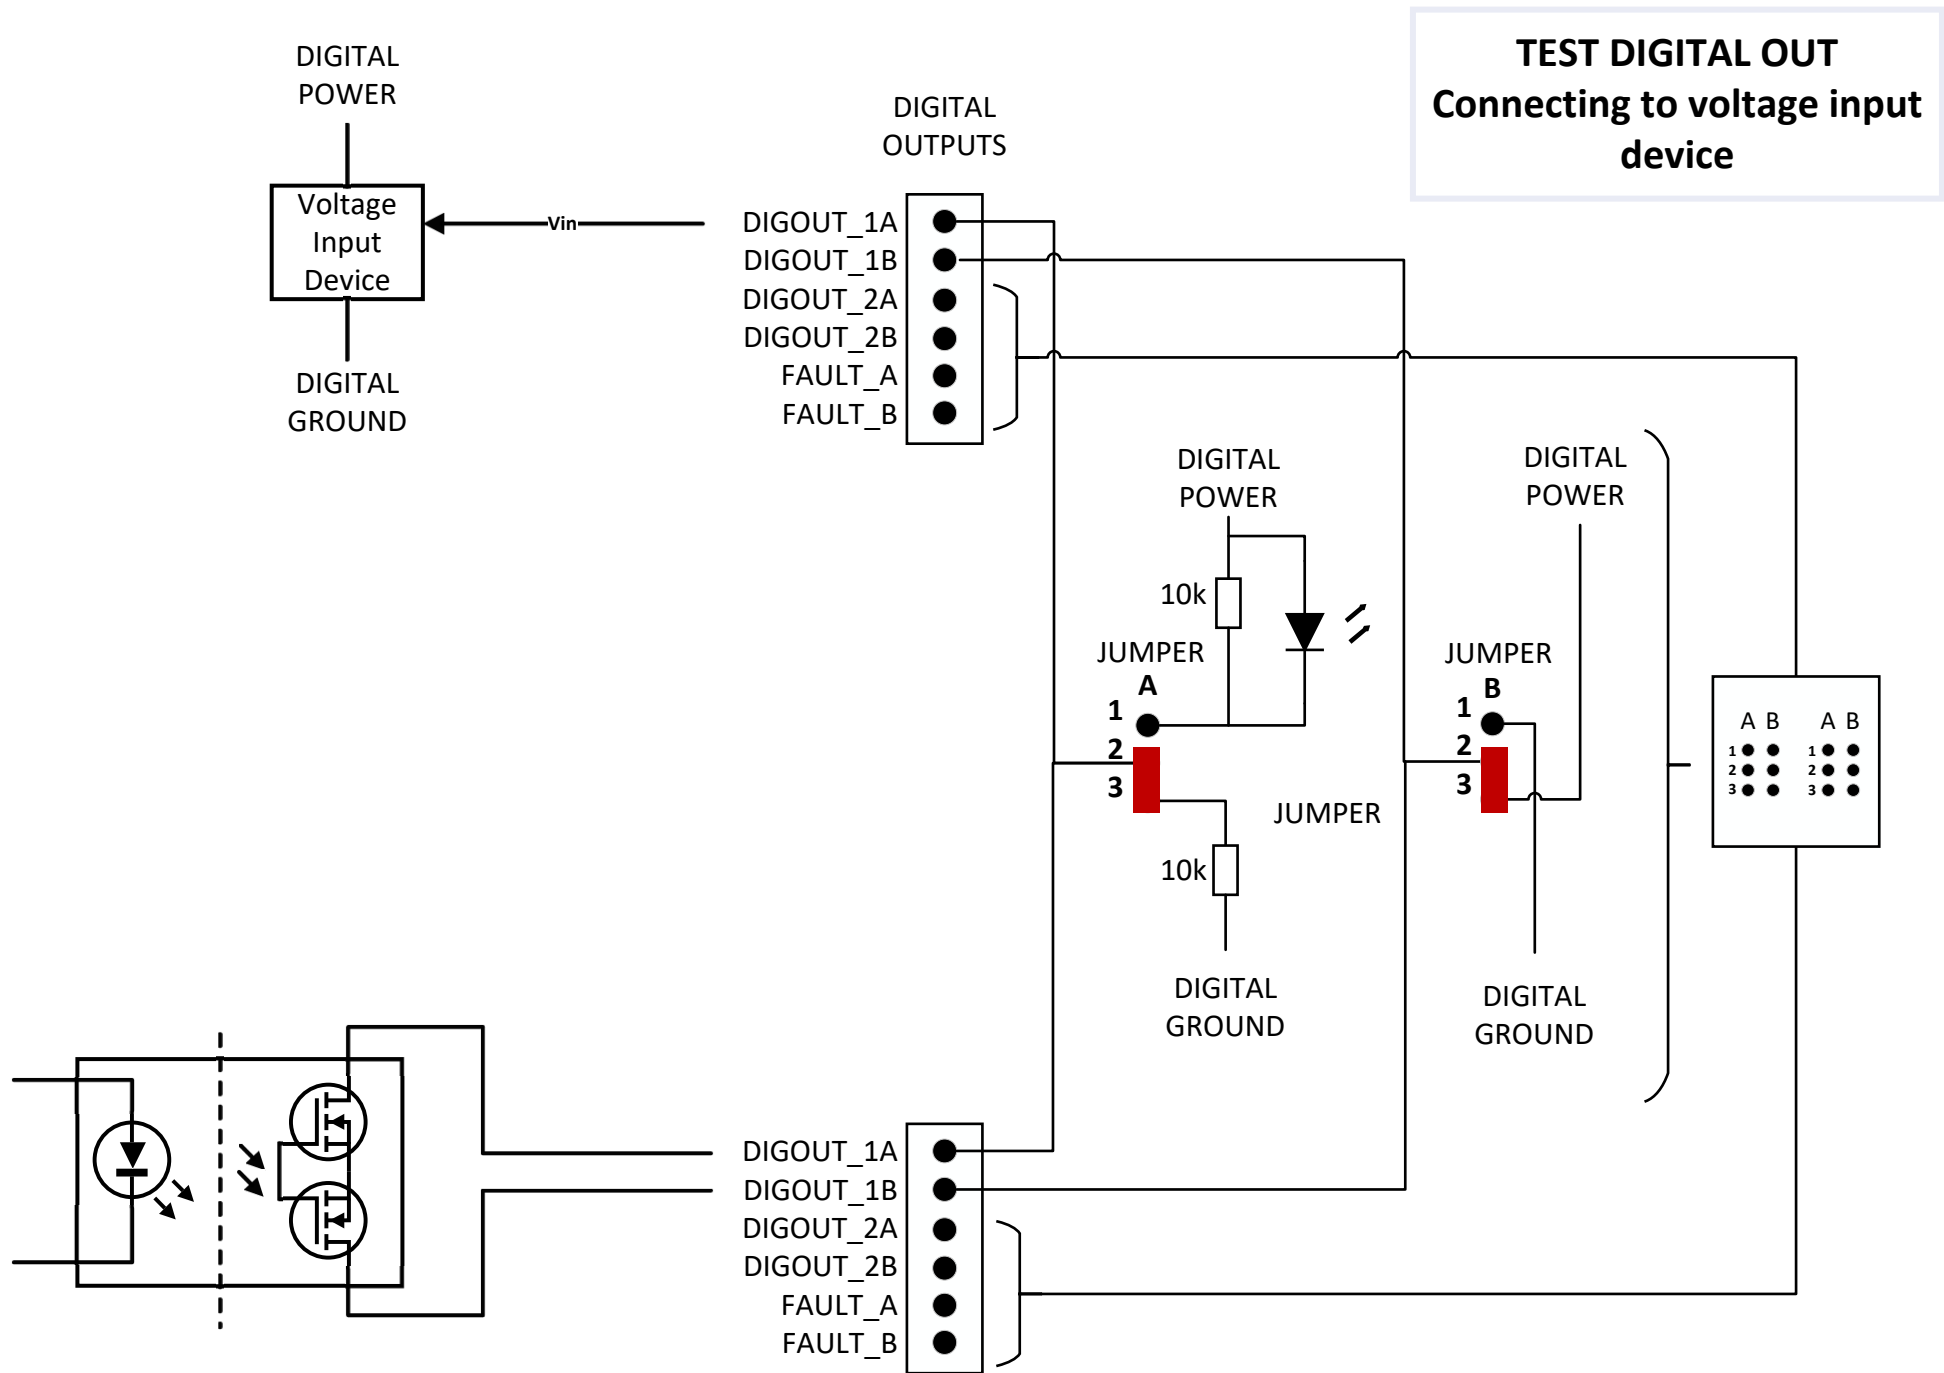 TEST DIGITAL OUT
Connecting to voltage input
device
DIGITAL
POWER
Voltage
Input
Device
Vin
DIGITAL
GROUND
DIGITAL
OUTPUTS
DIGOUT_1A
DIGOUT_1B
DIGOUT_2A
DIGOUT_2B
FAULT_A
FAULT_B
DIGITAL
POWER
10k
JUMPER
A
1
2
3
10k
DIGITAL
GROUND
JUMPER
DIGITAL
POWER
JUMPER
B
1
2
3
DIGITAL
GROUND
A B A B
1 1
2 2
3 3
DIGOUT_1A
DIGOUT_1B
DIGOUT_2A
DIGOUT_2B
FAULT_A
FAULT_B